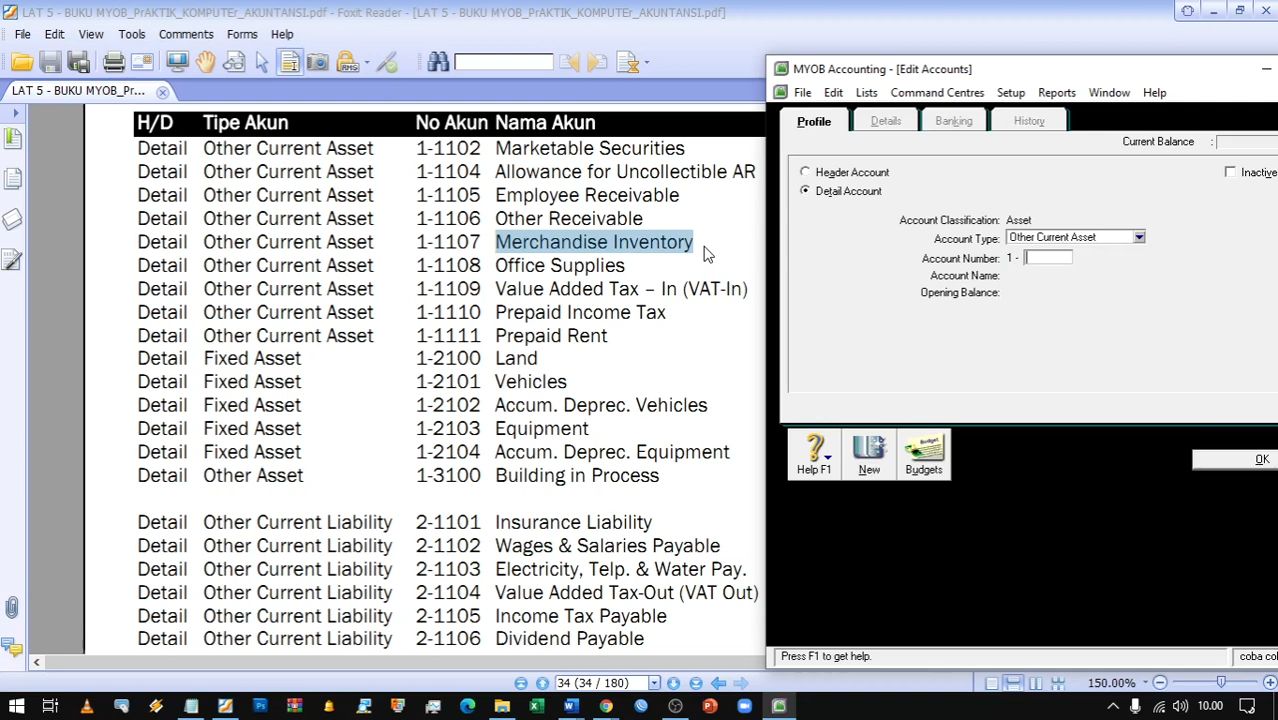 LAT 5 - BUKU MYOB_PrAKTIK_KOMPUTEr_AKUNTANSI.pdf - Foxit Reader - [LAT 5 - BUKU MYOB_PrAKTIK_KOMPUTEr_AKUNTANSI.pdf]
File Edit View Tools Comments Forms Help
LAT 5 - BUKU MYOB_Pr...
H/D Tipe Akun No Akun Nama Akun
Detail Other Current Asset 1-1102 Marketable Securities
Detail Other Current Asset 1-1104 Allowance for Uncollectible AR
Detail Other Current Asset 1-1105 Employee Receivable
Detail Other Current Asset 1-1106 Other Receivable
Detail Other Current Asset 1-1107 Merchandise Inventory
Detail Other Current Asset 1-1108 Office Supplies
Detail Other Current Asset 1-1109 Value Added Tax – In (VAT-In)
Detail Other Current Asset 1-1110 Prepaid Income Tax
Detail Other Current Asset 1-1111 Prepaid Rent
Detail Fixed Asset 1-2100 Land
Detail Fixed Asset 1-2101 Vehicles
Detail Fixed Asset 1-2102 Accum. Deprec. Vehicles
Detail Fixed Asset 1-2103 Equipment
Detail Fixed Asset 1-2104 Accum. Deprec. Equipment
Detail Other Asset 1-3100 Building in Process
Detail Other Current Liability 2-1101 Insurance Liability
Detail Other Current Liability 2-1102 Wages & Salaries Payable
Detail Other Current Liability 2-1103 Electricity, Telp. & Water Pay.
Detail Other Current Liability 2-1104 Value Added Tax-Out (VAT Out)
Detail Other Current Liability 2-1105 Income Tax Payable
Detail Other Current Liability 2-1106 Dividend Payable
MYOB Accounting - [Edit Accounts]
File Edit Lists Command Centres Setup Reports Window Help
Profile Details Banking History
Current Balance :
Header Account
Inactive
Detail Account
Account Classification: Asset
Account Type: Other Current Asset
Account Number: 1 -
Account Name:
Opening Balance:
Help F1 New Budgets
OK
Press F1 to get help.
coba co
34 (34 / 180)
150.00%
10.00